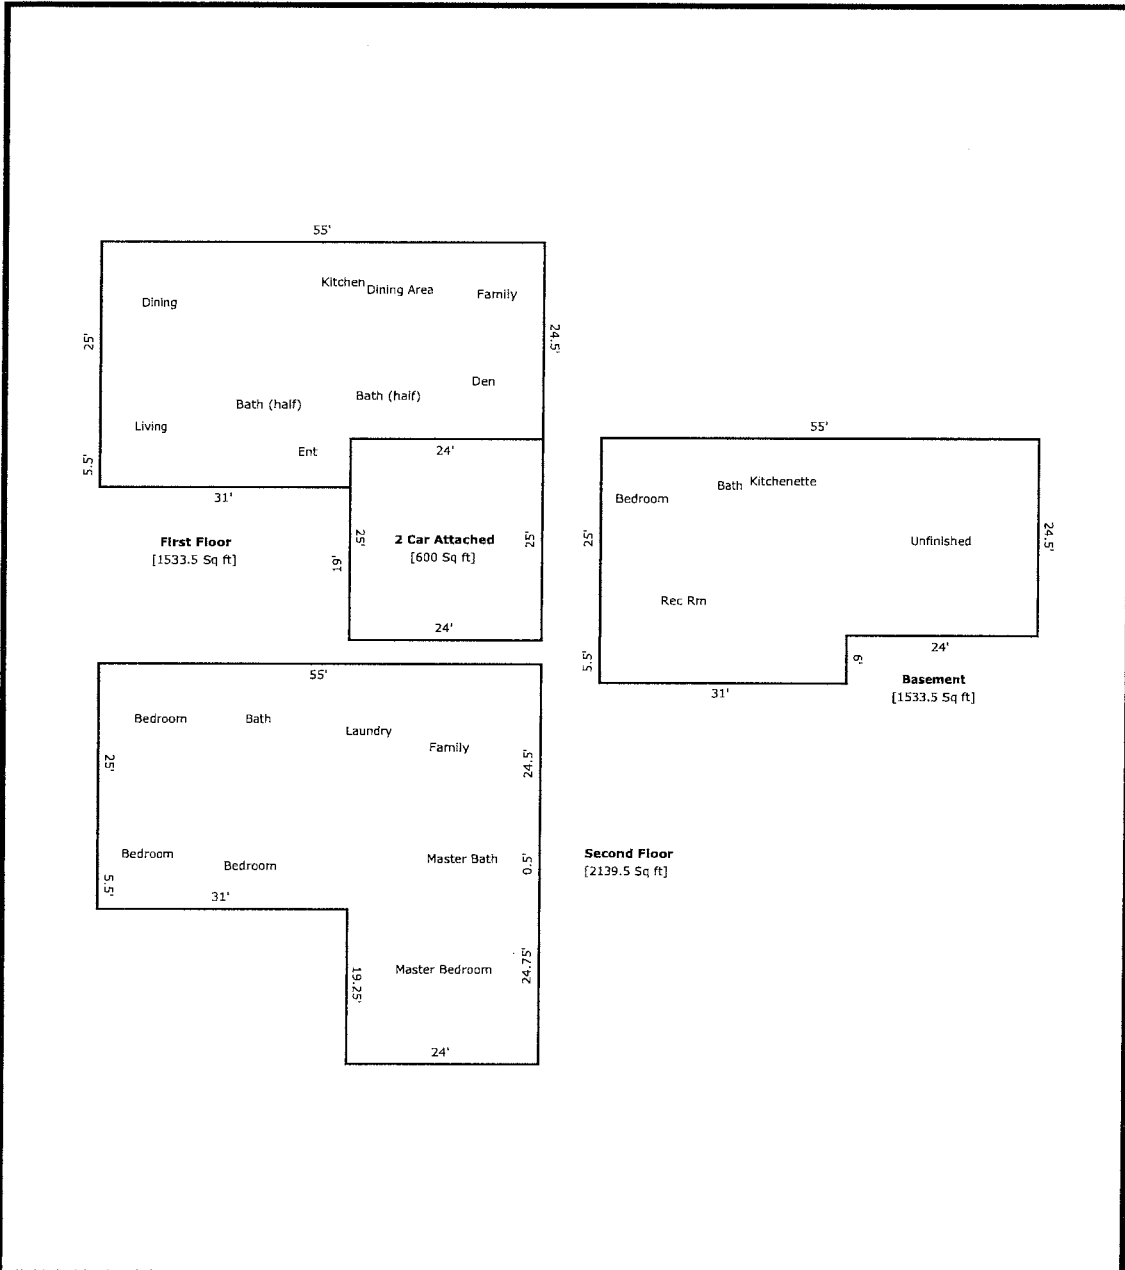 55'
Kitchen
Dining Area
Family
Dining
25'
24.5'
Den
Bath (half)
Bath (half)
Living
Ent
5.5'
24'
31'
First Floor
[1533.5 Sq ft]
19'
25'
2 Car Attached
[600 Sq ft]
25'
24'
55'
Bath
Kitchenette
Bedroom
25'
Unfinished
24.5'
Rec Rm
5.5'
6'
24'
31'
Basement
[1533.5 Sq ft]
55'
Bedroom
Bath
Laundry
Family
25'
24.5'
Bedroom
Bedroom
Master Bath
0.5'
5.5'
31'
Second Floor
[2139.5 Sq ft]
19.25'
Master Bedroom
24.75'
24'